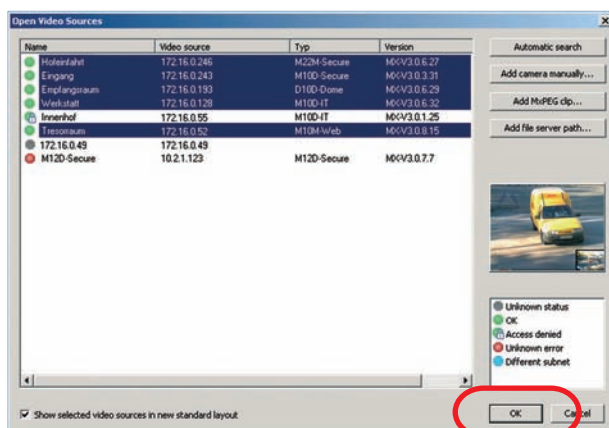 Open Video Sources
Name Video source Typ Version
Hofeinfahrt 172.16.0.246 M22M-Secure MX-V3.0.6.27
Eingang 172.16.0.243 M10D-Secure MX-V3.0.3.31
Empfangsraum 172.16.0.193 D10D-Dome MX-V3.0.6.29
Werkstatt 172.16.0.128 M10D-IT MX-V3.0.6.32
Innenhof 172.16.0.55 M10D-IT MX-V3.0.1.25
Tresorraum 172.16.0.52 M10M-Web MX-V3.0.8.15
172.16.0.49 172.16.0.49
M12D-Secure 10.2.1.123 M12D-Secure MX-V3.0.7.7
Automatic search
Add camera manually...
Add MxPEG clip...
Add file server path...
Unknown status
OK
Access denied
Unknown error
Different subnet
Show selected video sources in new standard layout
OK Cancel